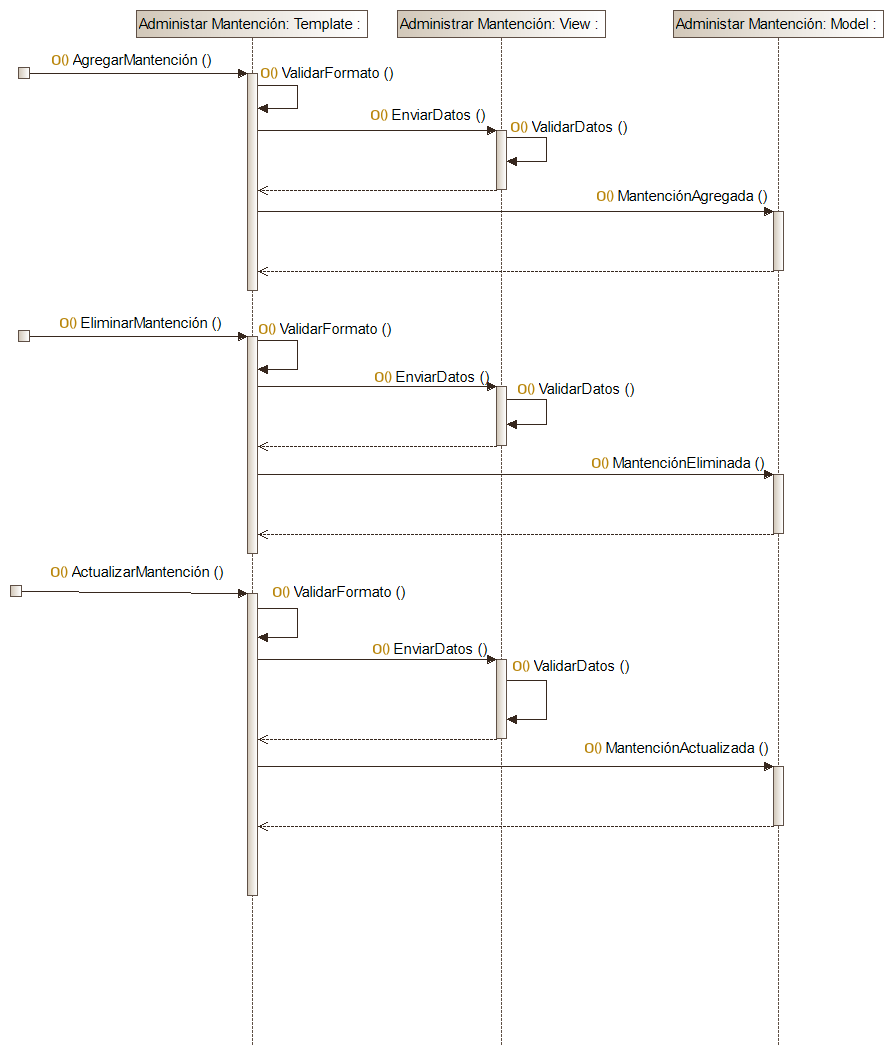 Administar Mantención: Template :
Administrar Mantención: View :
Administar Mantención: Model :
O() AgregarMantención ()
O() ValidarFormato ()
O() EnviarDatos ()
O() ValidarDatos ()
O() MantenciónAgregada ()
O() EliminarMantención ()
O() ValidarFormato ()
O() EnviarDatos ()
O() ValidarDatos ()
O() MantenciónEliminada ()
O() ActualizarMantención ()
O() ValidarFormato ()
O() EnviarDatos ()
O() ValidarDatos ()
O() MantenciónActualizada ()